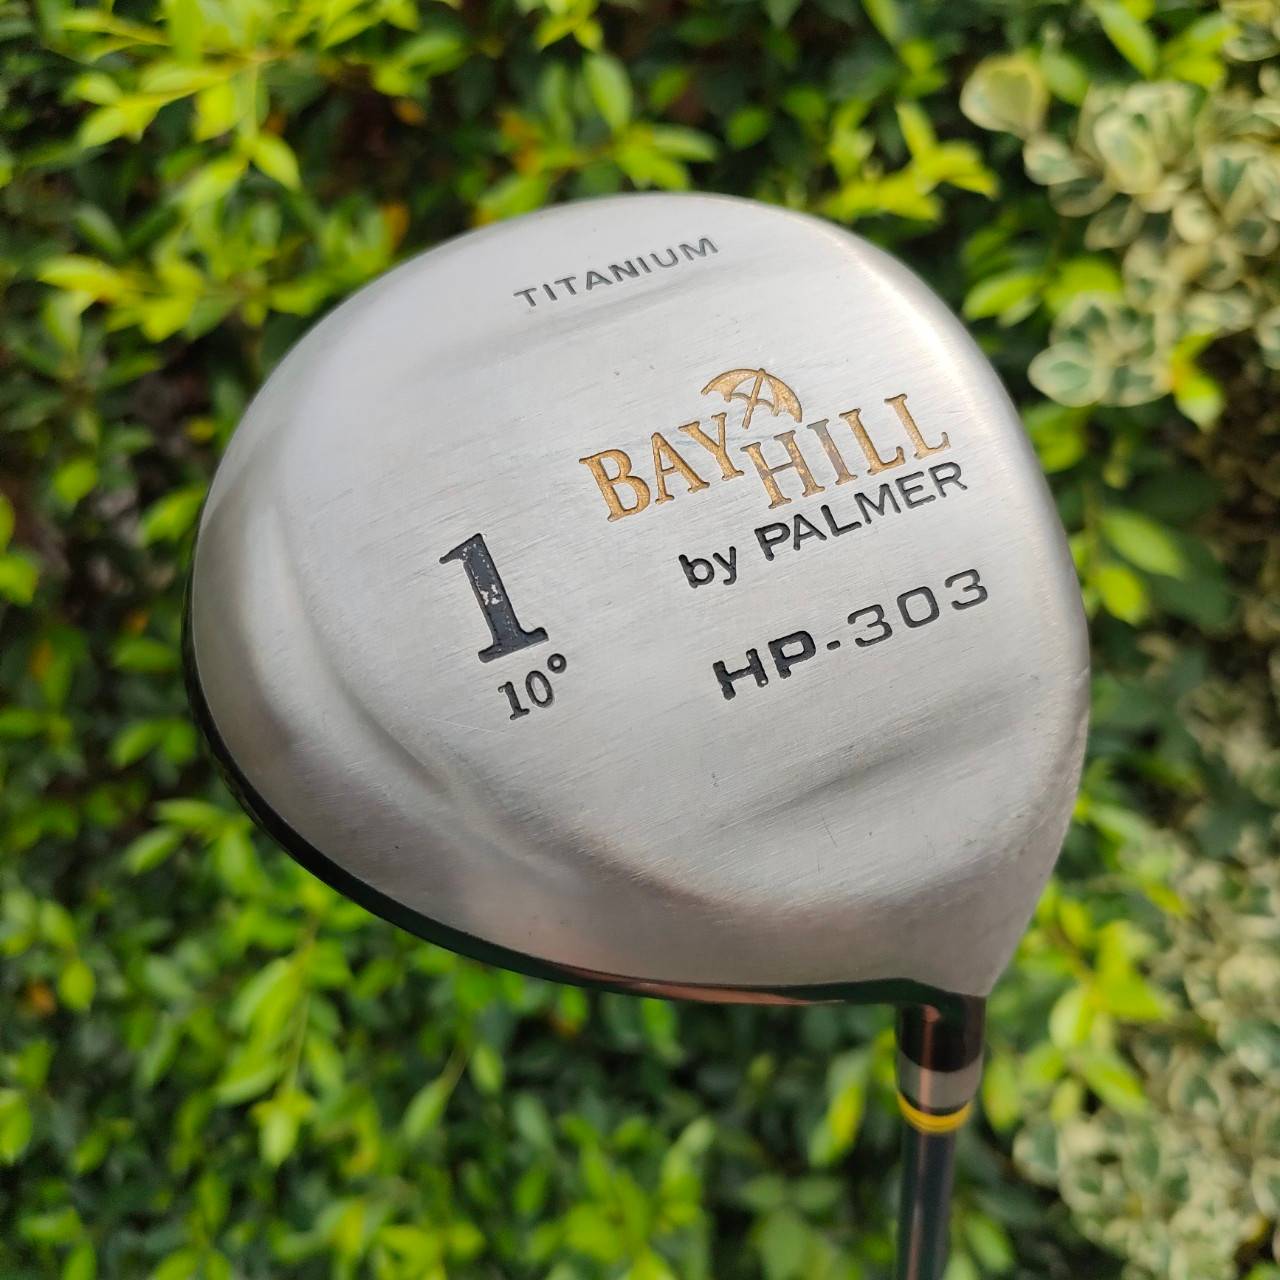 TITANIUM
BAY HILL
by PALMER
HP-303
1
10°